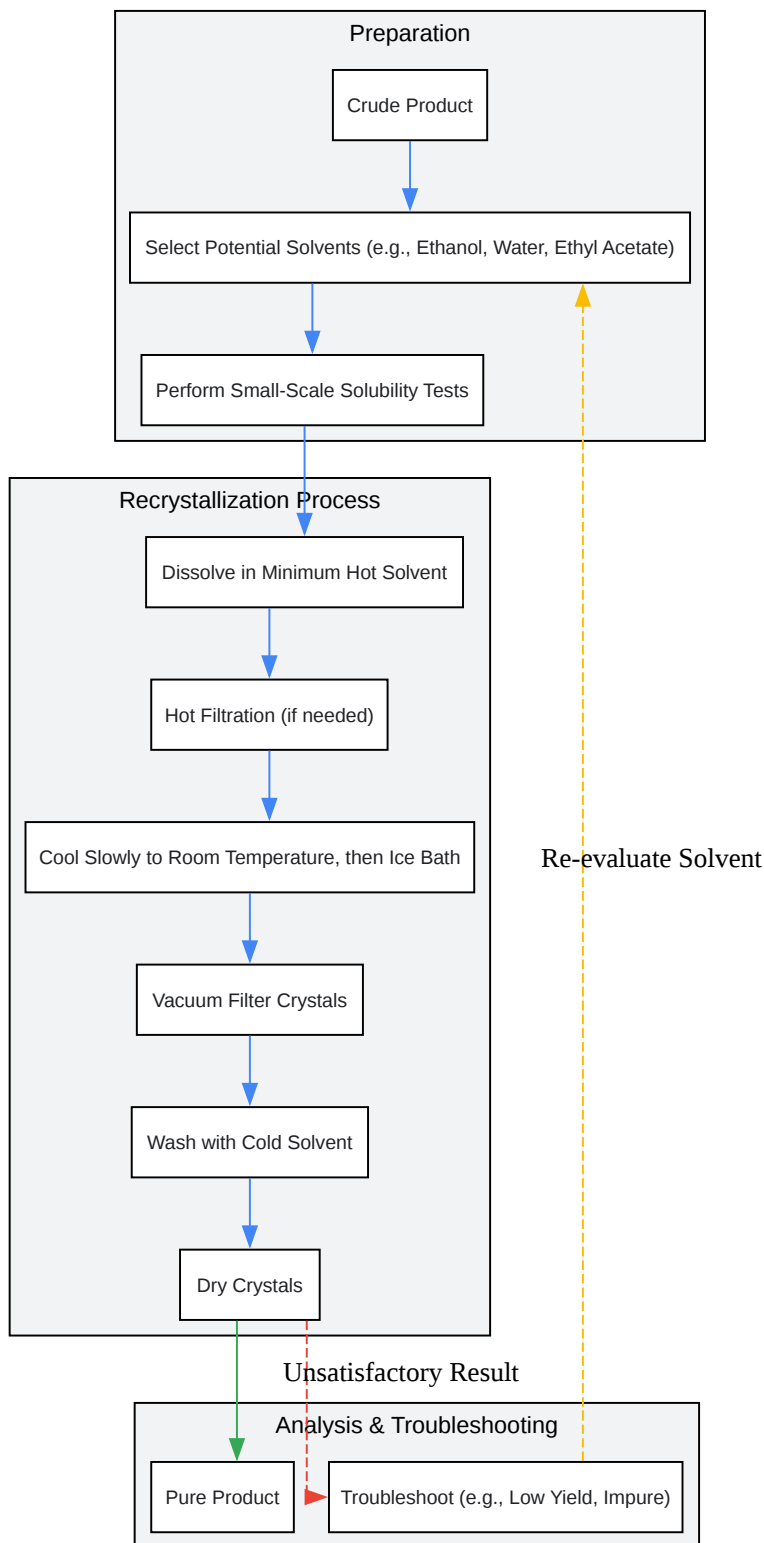 Preparation
Crude Product
Select Potential Solvents (e.g., Ethanol, Water, Ethyl Acetate)
Perform Small-Scale Solubility Tests
Recrystallization Process
Dissolve in Minimum Hot Solvent
Hot Filtration (if needed)
Cool Slowly to Room Temperature, then Ice Bath
Re-evaluate Solvent
Vacuum Filter Crystals
Wash with Cold Solvent
Dry Crystals
Unsatisfactory Result
Analysis & Troubleshooting
Pure Product
Troubleshoot (e.g., Low Yield, Impure)